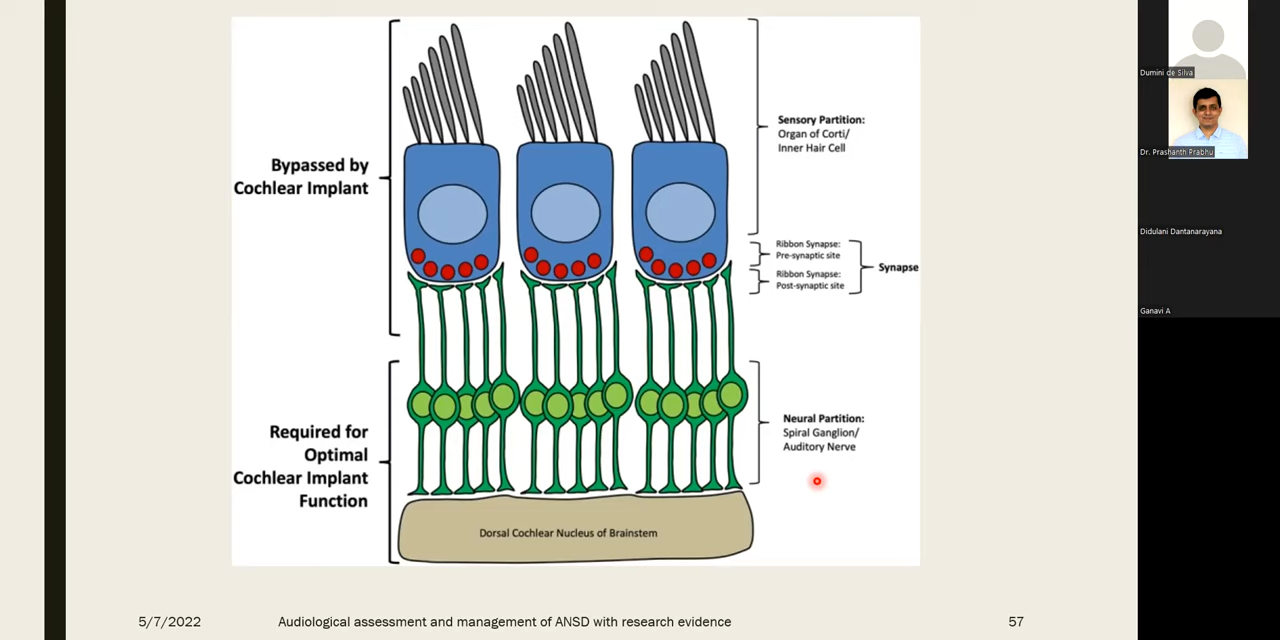 Bypassed by
Cochlear Implant
Sensory Partition:
Organ of Corti/
Inner Hair Cell
Ribbon Synapse:
Pre-synaptic site
Ribbon Synapse:
Post-synaptic site
Synapse
Required for
Optimal
Cochlear Implant
Function
Neural Partition:
Spiral Ganglion/
Auditory Nerve
Dorsal Cochlear Nucleus of Brainstem
5/7/2022
Audiological assessment and management of ANSD with research evidence
57
Dumini de Silva
Dr. Prashanth Prabhu
Didulani Dantanarayana
Ganavi A